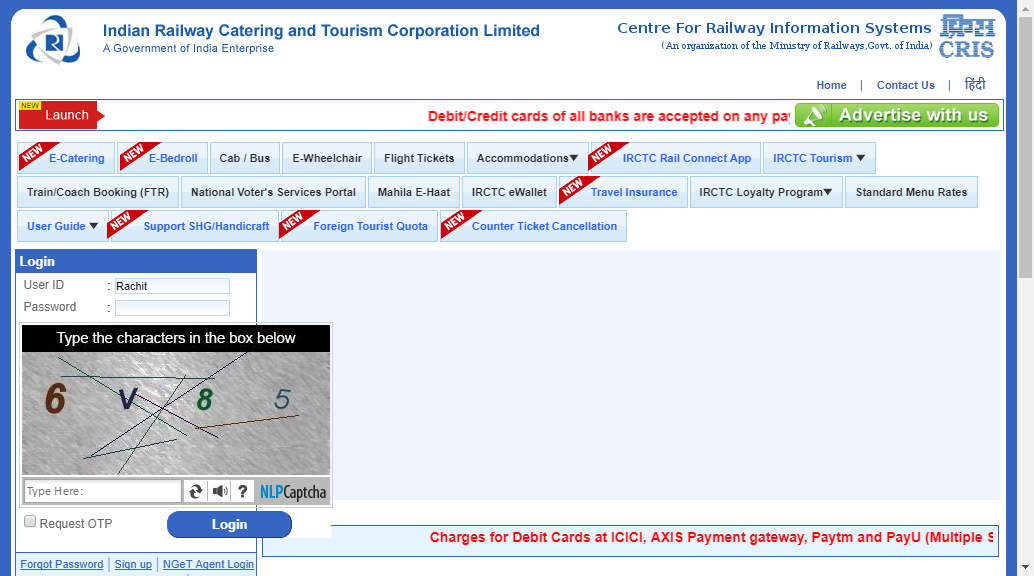 Indian Railway Catering and Tourism Corporation Limited
A Government of India Enterprise
Centre For Railway Information Systems
(An organization of the Ministry of Railways,Govt. of India)
CRIS
Home | Contact Us | हिंदी
NEW
Launch
Debit/Credit cards of all banks are accepted on any pa
Advertise with us
NEW E-Catering NEW E-Bedroll Cab / Bus E-Wheelchair Flight Tickets Accommodations▼ NEW IRCTC Rail Connect App IRCTC Tourism ▼
Train/Coach Booking (FTR) National Voter's Services Portal Mahila E-Haat IRCTC eWallet NEW Travel Insurance IRCTC Loyalty Program▼ Standard Menu Rates
User Guide ▼ NEW Support SHG/Handicraft NEW Foreign Tourist Quota NEW Counter Ticket Cancellation
Login
User ID : Rachit
Password :
Type the characters in the box below
6 V 8 5
Type Here: ? NLPCaptcha
Request OTP Login
Charges for Debit Cards at ICICI, AXIS Payment gateway, Paytm and PayU (Multiple S
Forgot Password | Sign up | NGeT Agent Login